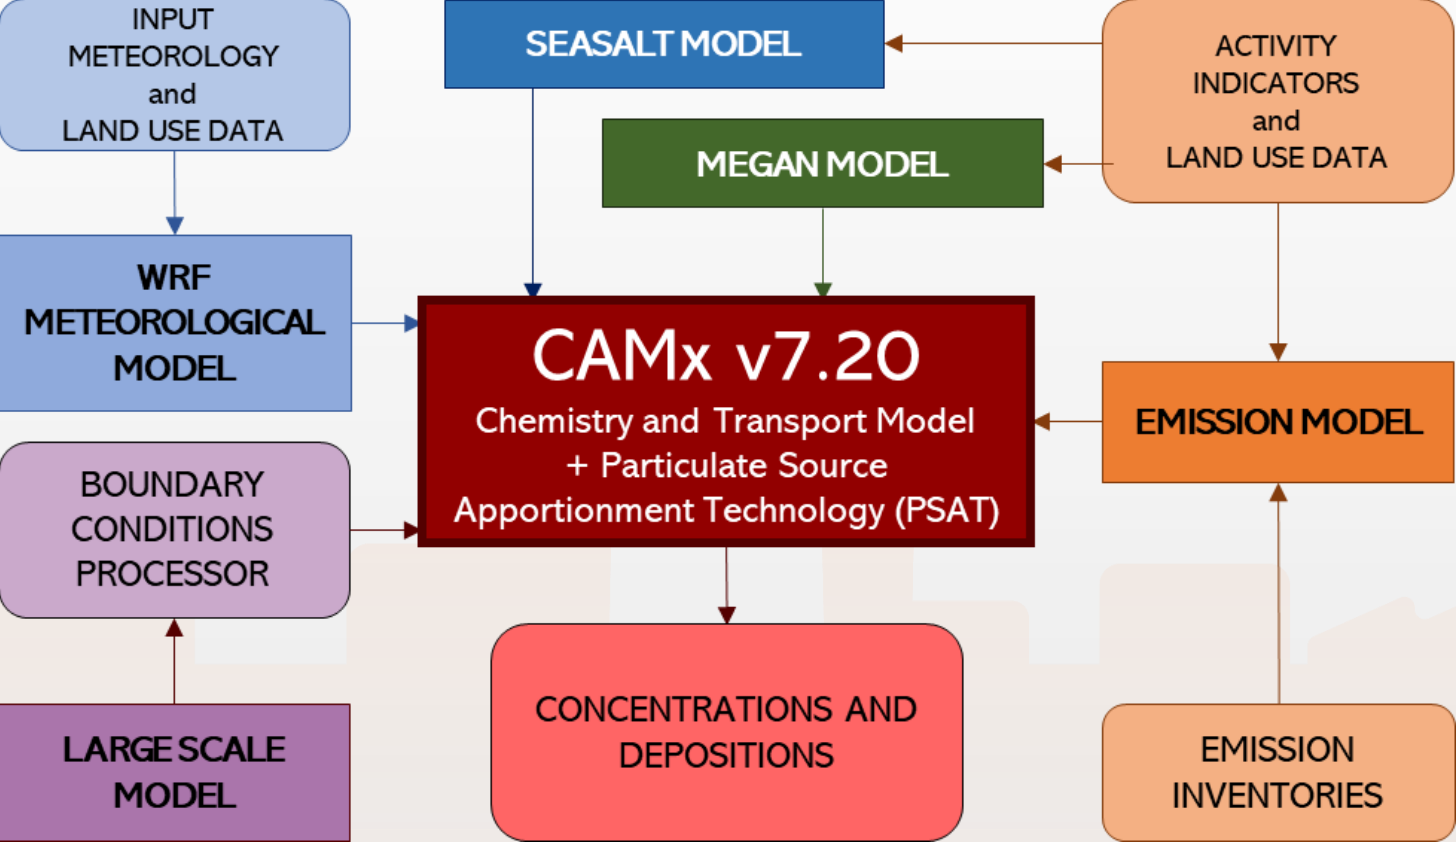 INPUT
METEOROLOGY
and
LAND USE DATA
SEASALT MODEL
ACTIVITY
INDICATORS
and
LAND USE DATA
MEGAN MODEL
WRF
METEOROLOGICAL
MODEL
CAMx v7.20
Chemistry and Transport Model
+ Particulate Source
Apportionment Technology (PSAT)
EMISSION MODEL
BOUNDARY
CONDITIONS
PROCESSOR
LARGE SCALE
MODEL
CONCENTRATIONS AND
DEPOSITIONS
EMISSION
INVENTORIES